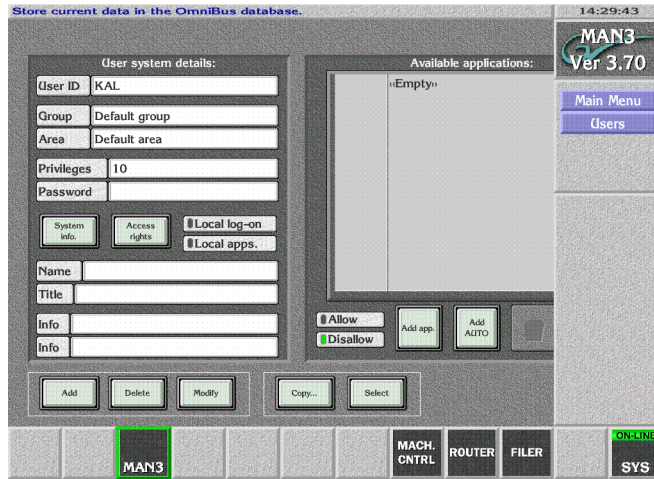 Store current data in the OmniBus database.
14:29:43
MAN3
Ver 3.70
Main Menu
Users
User system details:
User ID KAL
Group Default group
Area Default area
Privileges 10
Password
System info.
Access rights
Local log-on
Local apps.
Name
Title
Info
Info
Available applications:
‹‹Empty››
Allow
Disallow
Add app.
Add AUTO
Add
Delete
Modify
Copy...
Select
MAN3
MACH. CNTRL
ROUTER
FILER
ON-LINE
SYS